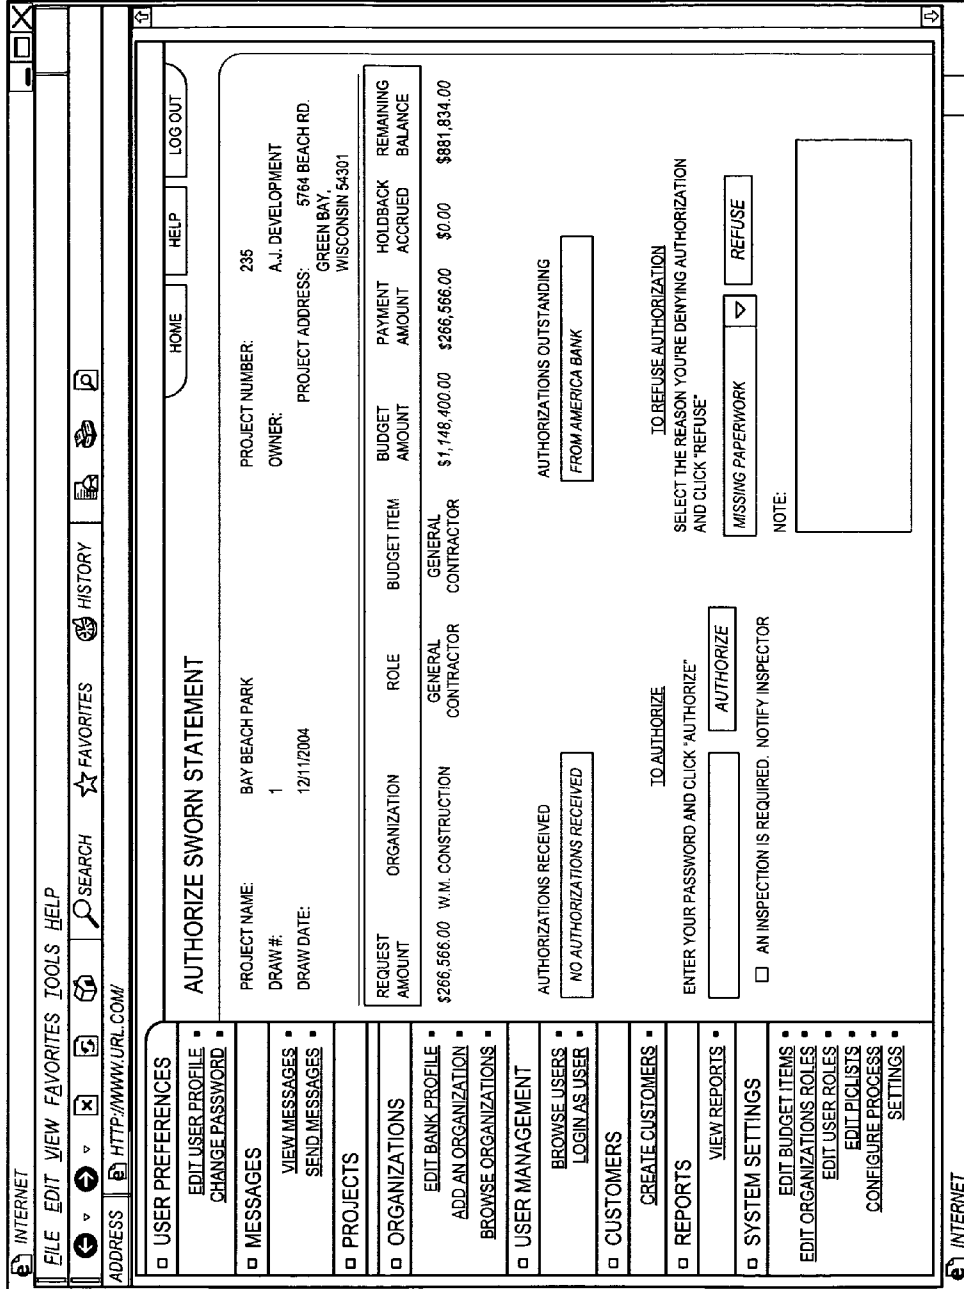 INTERNET
FILE EDIT VIEW FAVORITES TOOLS HELP
SEARCH FAVORITES HISTORY
ADDRESS HTTP://WWW.URL.COM/
USER PREFERENCES
EDIT USER PROFILE
CHANGE PASSWORD
MESSAGES
VIEW MESSAGES
SEND MESSAGES
PROJECTS
ORGANIZATIONS
EDIT BANK PROFILE
ADD AN ORGANIZATION
BROWSE ORGANIZATIONS
USER MANAGEMENT
BROWSE USERS
LOGIN AS USER
CUSTOMERS
CREATE CUSTOMERS
REPORTS
VIEW REPORTS
SYSTEM SETTINGS
EDIT BUDGET ITEMS
EDIT ORGANIZATIONS ROLES
EDIT USER ROLES
EDIT PICLISTS
CONFIGURE PROCESS
SETTINGS
HOME HELP LOG OUT
AUTHORIZE SWORN STATEMENT
PROJECT NAME: BAY BEACH PARK PROJECT NUMBER: 235
DRAW #: 1 OWNER: A.J. DEVELOPMENT
DRAW DATE: 12/11/2004 PROJECT ADDRESS: 5764 BEACH RD.
GREEN BAY,
WISCONSIN 54301
REQUEST ORGANIZATION ROLE BUDGET ITEM BUDGET PAYMENT HOLDBACK REMAINING
AMOUNT AMOUNT AMOUNT ACCRUED BALANCE
$266,566.00 W.M. CONSTRUCTION GENERAL GENERAL $1,148,400.00 $266,566.00 $0.00 $881,834.00
CONTRACTOR CONTRACTOR
AUTHORIZATIONS RECEIVED AUTHORIZATIONS OUTSTANDING
NO AUTHORIZATIONS RECEIVED FROM AMERICA BANK
TO AUTHORIZE TO REFUSE AUTHORIZATION
ENTER YOUR PASSWORD AND CLICK "AUTHORIZE" SELECT THE REASON YOU'RE DENYING AUTHORIZATION
AND CLICK "REFUSE"
AUTHORIZE MISSING PAPERWORK REFUSE
AN INSPECTION IS REQUIRED. NOTIFY INSPECTOR NOTE:
INTERNET